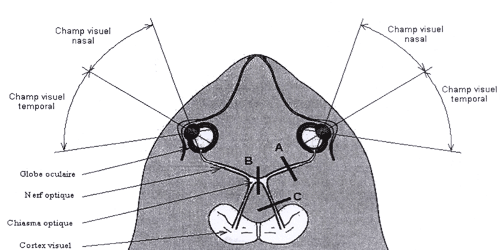 Champ visuel
nasal
Champ visuel
nasal
Champ visuel
temporal
Champ visuel
temporal
A
B
C
Globe oculaire
Nerf optique
Chiasma optique
Cortex visuel